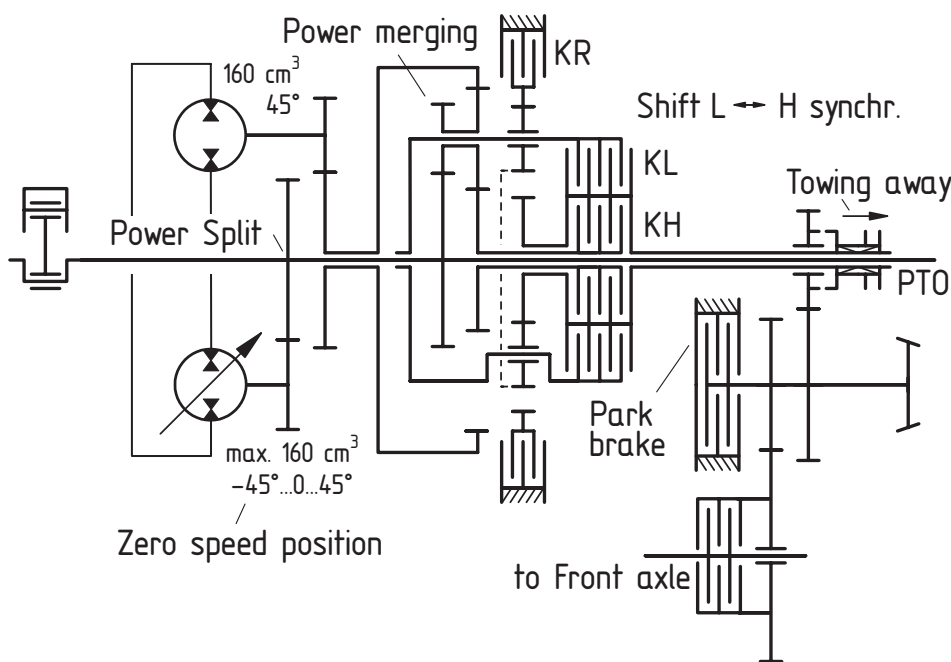 Power merging
KR
160 cm³
45°
Shift L ↔ H synchr.
KL
Towing away
KH
Power Split
PTO
Park
brake
max. 160 cm³
–45°...0...45°
Zero speed position
to Front axle